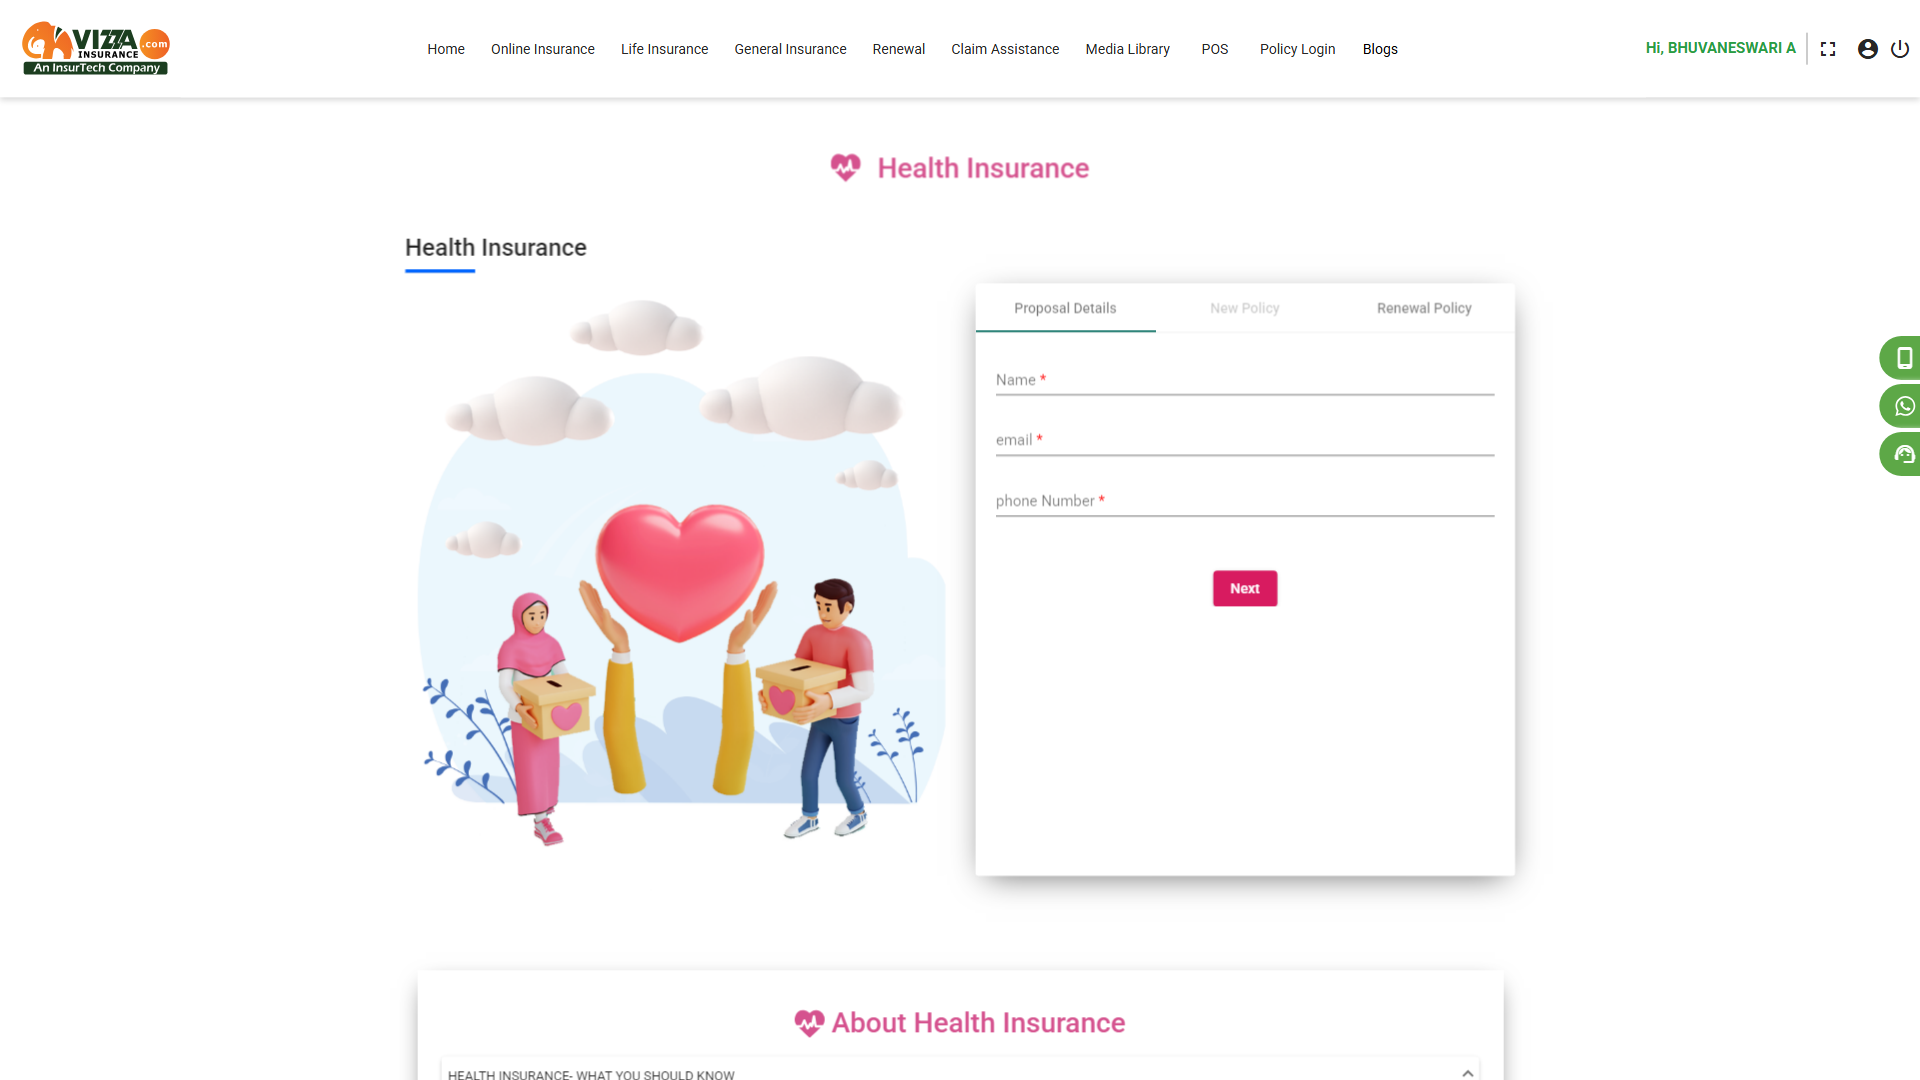 VIZZA
.com
INSURANCE
An InsurTech Company
Home
Online Insurance
Life Insurance
General Insurance
Renewal
Claim Assistance
Media Library
POS
Policy Login
Blogs
Hi, BHUVANESWARI A
Health Insurance
Health Insurance
Proposal Details
New Policy
Renewal Policy
Name *
email *
phone Number *
Next
About Health Insurance
HEALTH INSURANCE- WHAT YOU SHOULD KNOW